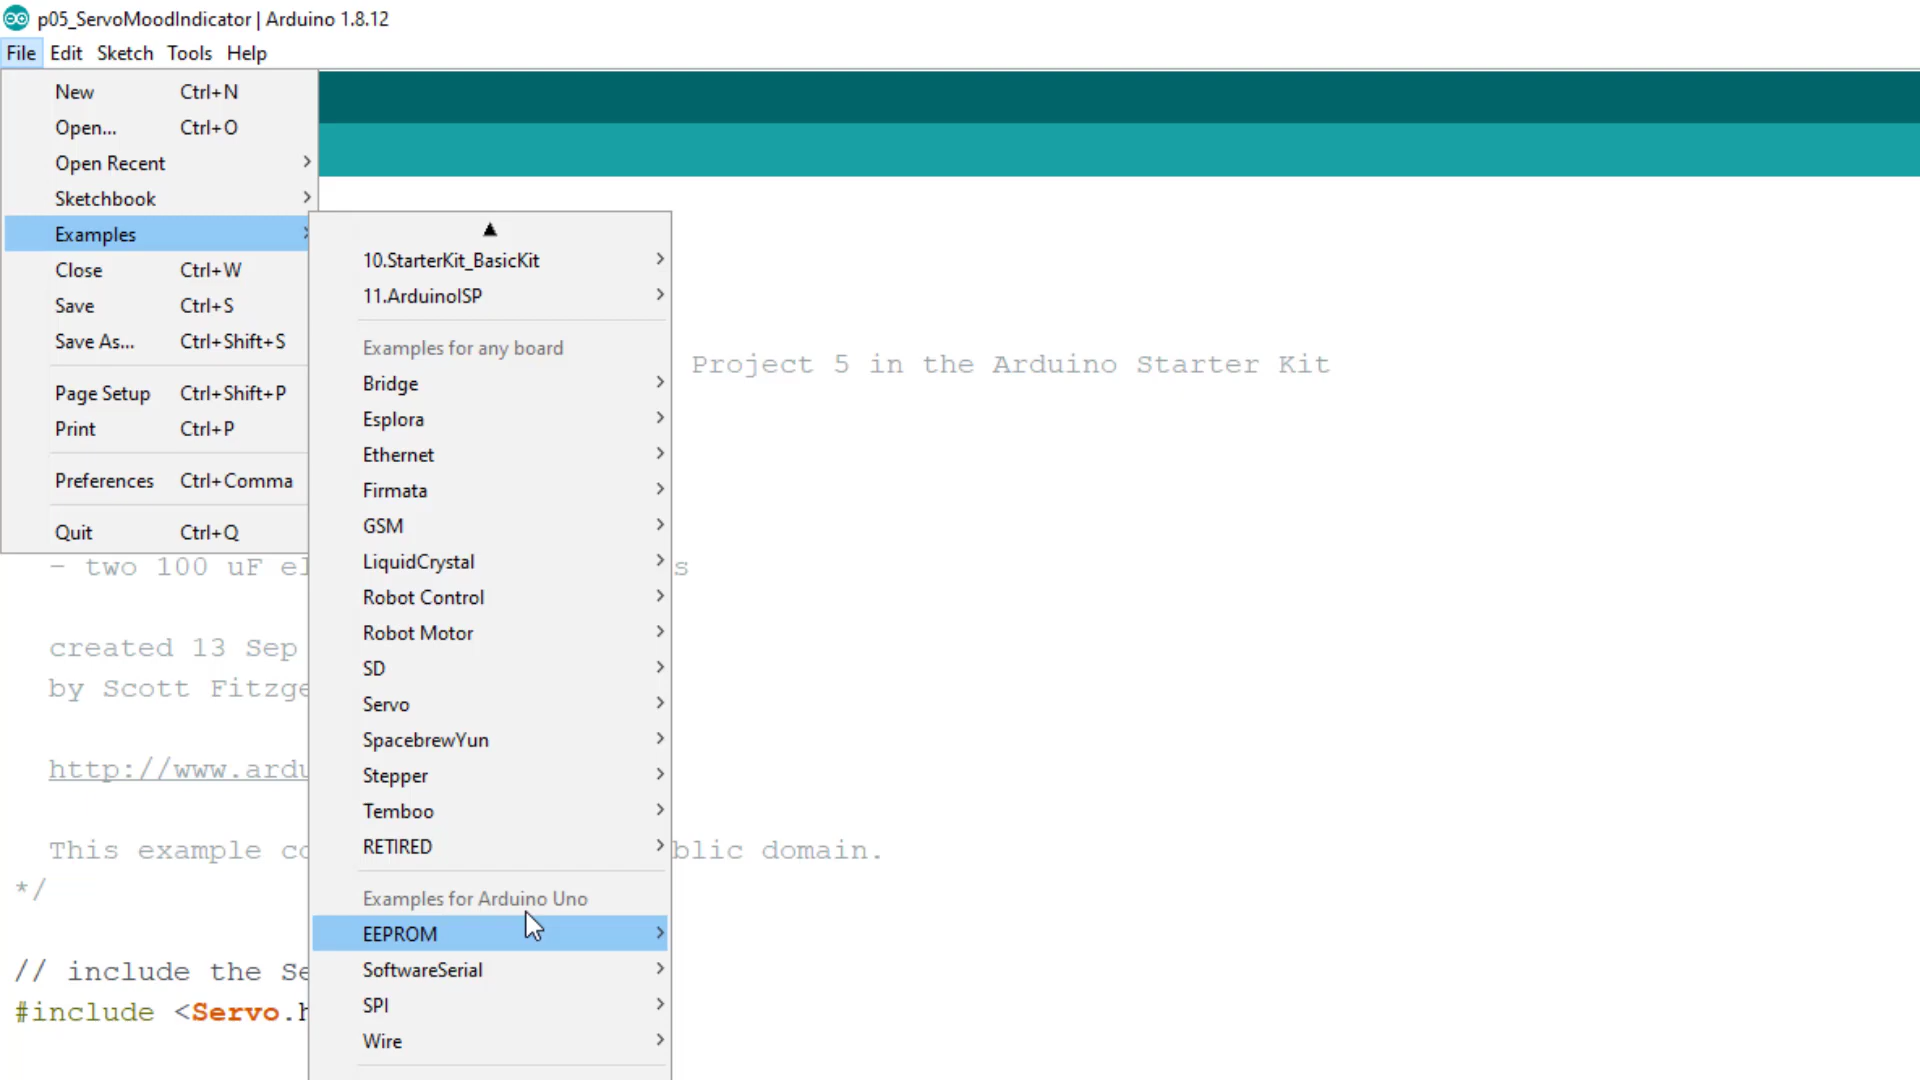 p05_ServoMoodIndicator | Arduino 1.8.12
File Edit Sketch Tools Help
New Ctrl+N
Open... Ctrl+O
Open Recent
Sketchbook
Examples
Close Ctrl+W
Save Ctrl+S
Save As... Ctrl+Shift+S
Page Setup Ctrl+Shift+P
Print Ctrl+P
Preferences Ctrl+Comma
Quit Ctrl+Q
10.StarterKit_BasicKit
11.ArduinoISP
Examples for any board
Bridge
Esplora
Ethernet
Firmata
GSM
LiquidCrystal
Robot Control
Robot Motor
SD
Servo
SpacebrewYun
Stepper
Temboo
RETIRED
Examples for Arduino Uno
EEPROM
SoftwareSerial
SPI
Wire
Project 5 in the Arduino Starter Kit
- two 100 uF el s
created 13 Sep
by Scott Fitzge
http://www.ardu
This example co blic domain.
*/
// include the Se
#include <Servo.h